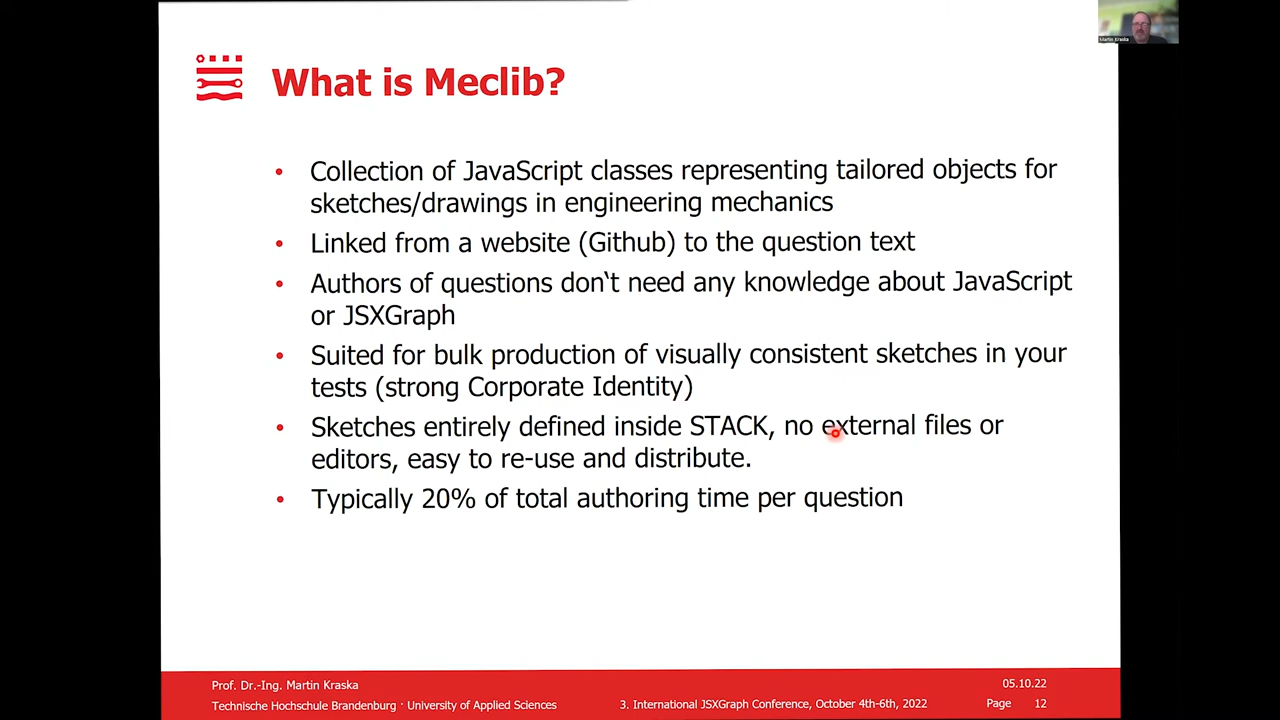 Martin Kraska
What is Meclib?
• Collection of JavaScript classes representing tailored objects for
sketches/drawings in engineering mechanics
• Linked from a website (Github) to the question text
• Authors of questions don‘t need any knowledge about JavaScript
or JSXGraph
• Suited for bulk production of visually consistent sketches in your
tests (strong Corporate Identity)
• Sketches entirely defined inside STACK, no external files or
editors, easy to re-use and distribute.
• Typically 20% of total authoring time per question
Prof. Dr.-Ing. Martin Kraska
05.10.22
Technische Hochschule Brandenburg · University of Applied Sciences
3. International JSXGraph Conference, October 4th-6th, 2022
Page 12